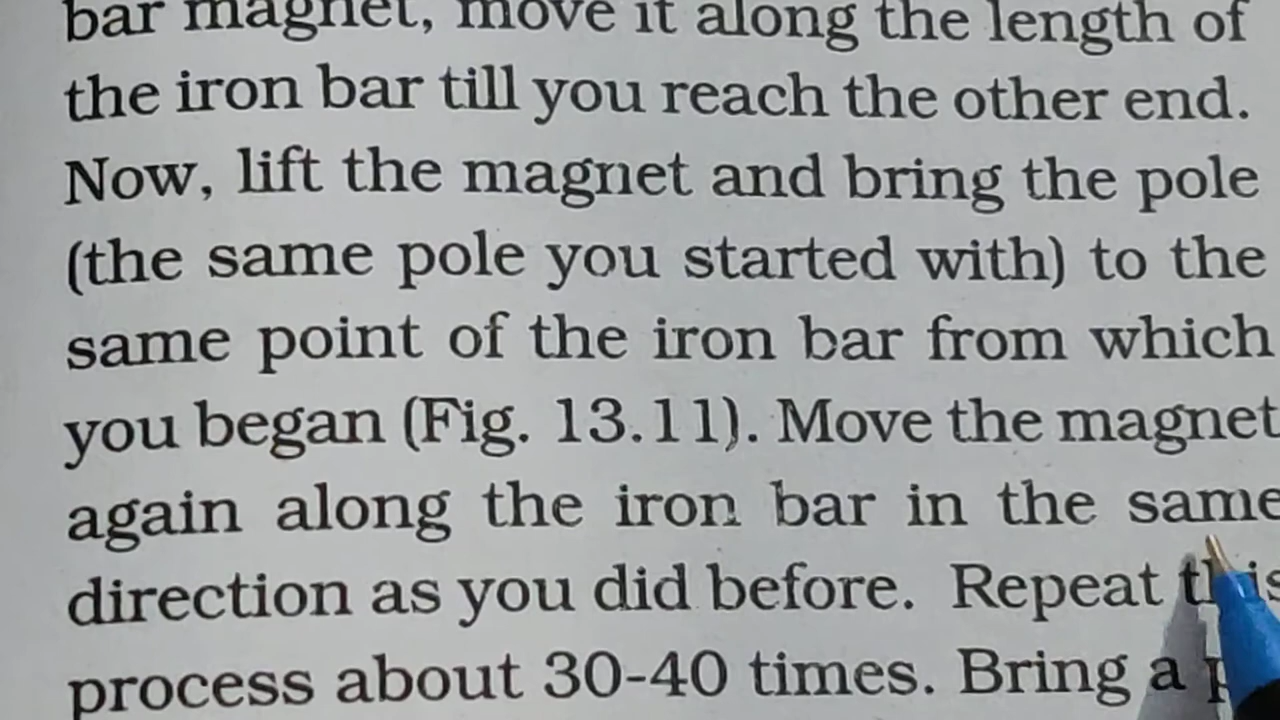 bar magnet, move it along the length of
the iron bar till you reach the other end.
Now, lift the magnet and bring the pole
(the same pole you started with) to the
same point of the iron bar from which
you began (Fig. 13.11). Move the magnet
again along the iron bar in the same
direction as you did before. Repeat this
process about 30-40 times. Bring a